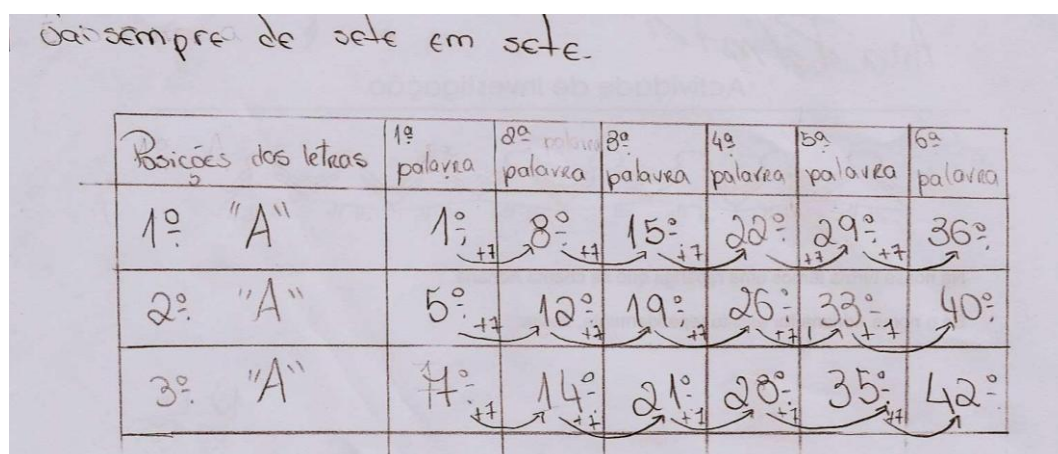 sai sempre de sete em sete.
Posições das letras 1ª palavra 2ª palavra 3ª palavra 4ª palavra 5ª palavra 6ª palavra
1º "A" 1º +7 8º +7 15º +7 22º +7 29º +7 36º
2º "A" 5º +7 12º +7 19º +7 26º +7 33º +7 40º
3º "A" 7º +7 14º +7 21º +7 28º +7 35º +7 42º